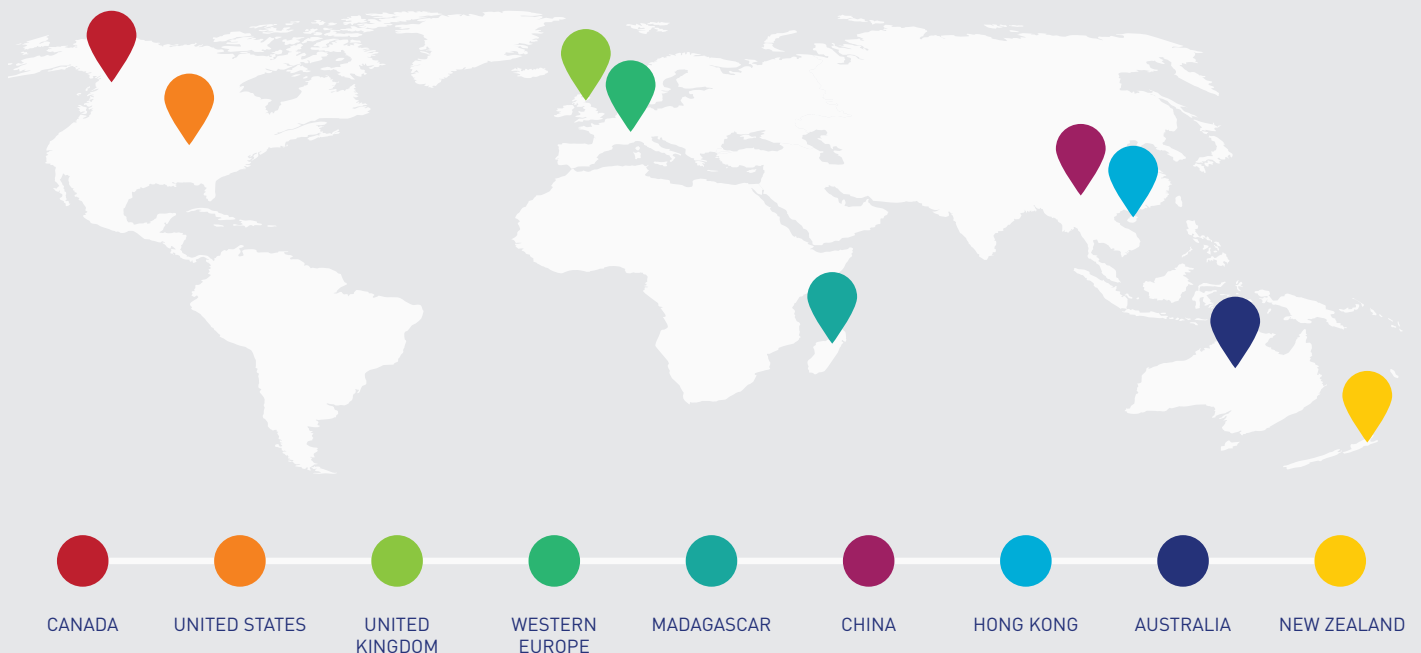 CANADA
UNITED STATES
UNITED
KINGDOM
WESTERN
EUROPE
MADAGASCAR
CHINA
HONG KONG
AUSTRALIA
NEW ZEALAND